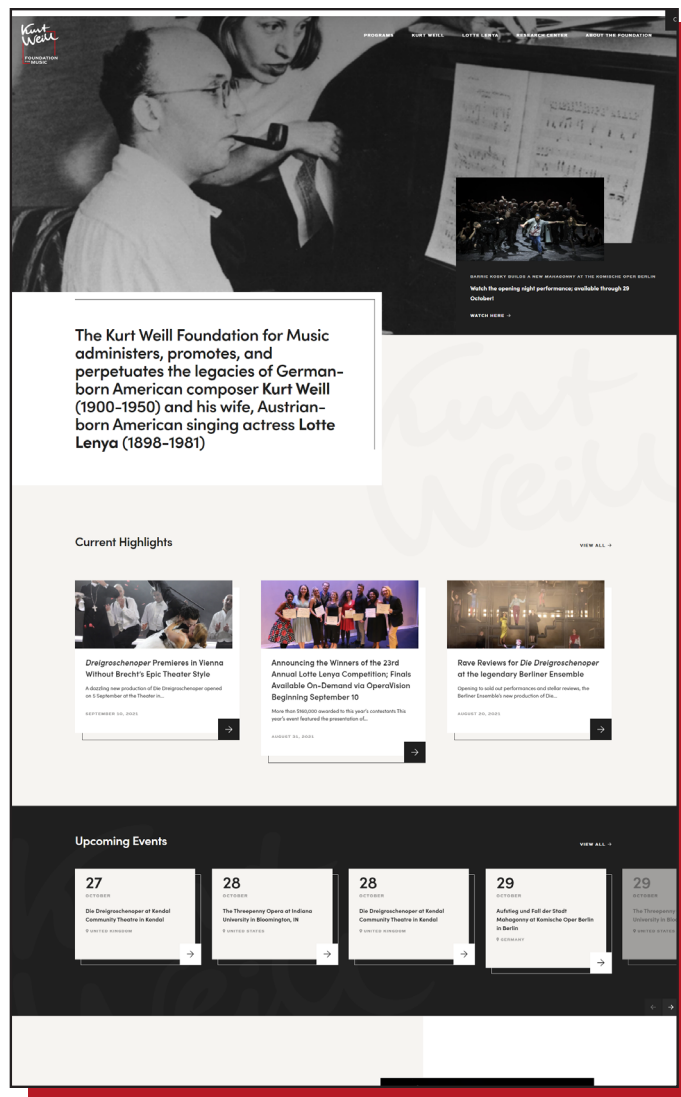 Kurt
Weill
FOUNDATION
FOR MUSIC
PROGRAMS KURT WEILL LOTTE LENYA RESEARCH CENTER ABOUT THE FOUNDATION
BARRIE KOSKY BUILDS A NEW MAHAGONNY AT THE KOMISCHE OPER BERLIN
Watch the opening night performance; available through 29
October!
WATCH HERE →
The Kurt Weill Foundation for Music
administers, promotes, and
perpetuates the legacies of German-
born American composer Kurt Weill
(1900-1950) and his wife, Austrian-
born American singing actress Lotte
Lenya (1898-1981)
Kurt
Weill
Current Highlights
VIEW ALL →
Dreigroschenoper Premieres in Vienna
Without Brecht's Epic Theater Style
A dazzling new production of Die Dreigroschenoper opened
on 5 September at the Theater in...
SEPTEMBER 10, 2021
Announcing the Winners of the 23rd
Annual Lotte Lenya Competition; Finals
Available On-Demand via OperaVision
Beginning September 10
More than $160,000 awarded to this year's contestants This
year's event featured the presentation of...
AUGUST 31, 2021
Rave Reviews for Die Dreigroschenoper
at the legendary Berliner Ensemble
Opening to sold out performances and stellar reviews, the
Berliner Ensemble's new production of Die...
AUGUST 20, 2021
Upcoming Events
VIEW ALL →
27
OCTOBER
Die Dreigroschenoper at Kendal
Community Theatre in Kendal
UNITED KINGDOM
28
OCTOBER
The Threepenny Opera at Indiana
University in Bloomington, IN
UNITED STATES
28
OCTOBER
Die Dreigroschenoper at Kendal
Community Theatre in Kendal
UNITED KINGDOM
29
OCTOBER
Aufstieg und Fall der Stadt
Mahagonny at Komische Oper Berlin
in Berlin
GERMANY
29
OCTOBER
The Threepenny
University in
UNITED